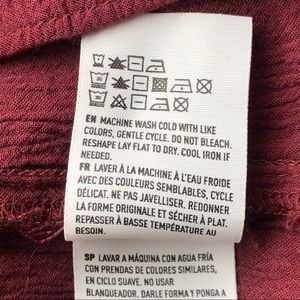 EN MACHINE WASH COLD WITH LIKE
COLORS, GENTLE CYCLE. DO NOT BLEACH.
RESHAPE LAY FLAT TO DRY. COOL IRON IF
NEEDED.
FR LAVER À LA MACHINE À L'EAU FROIDE
AVEC DES COULEURS SEMBLABLES, CYCLE
DÉLICAT. NE PAS JAVELLISER. REDONNER
LA FORME ORIGINALE ET SÉCHER À PLAT.
REPASSER À BASSE TEMPÉRATURE AU
BESOIN.
SP LAVAR A MÁQUINA CON AGUA FRÍA
CON PRENDAS DE COLORES SIMILARES,
EN CICLO SUAVE. NO USAR
BLANQUEADOR. DARLE FORMA Y PONGA A